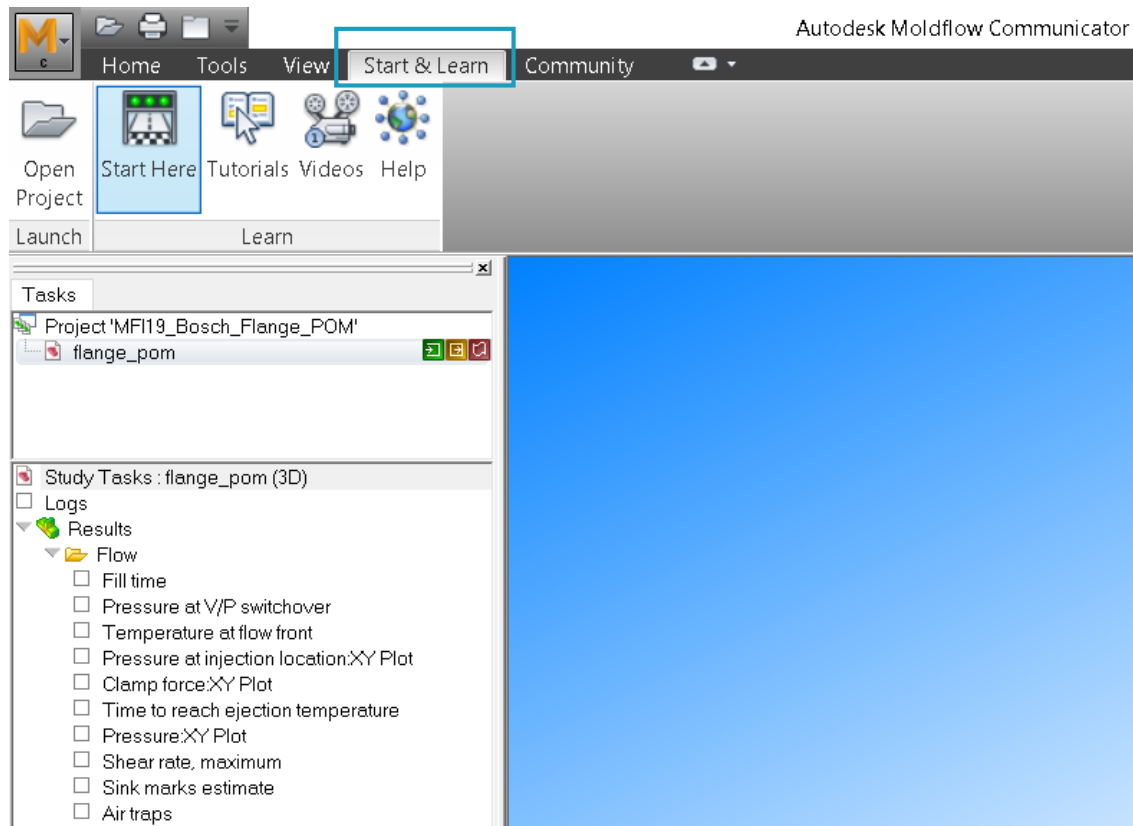 Autodesk Moldflow Communicator
C
Home Tools View Start & Learn Community
Open Project
Start Here
Tutorials
Videos
Help
Launch
Learn
Tasks
Project 'MFI19_Bosch_Flange_POM'
flange_pom
Study Tasks : flange_pom (3D)
Logs
Results
Flow
Fill time
Pressure at V/P switchover
Temperature at flow front
Pressure at injection location:XY Plot
Clamp force:XY Plot
Time to reach ejection temperature
Pressure:XY Plot
Shear rate, maximum
Sink marks estimate
Air traps